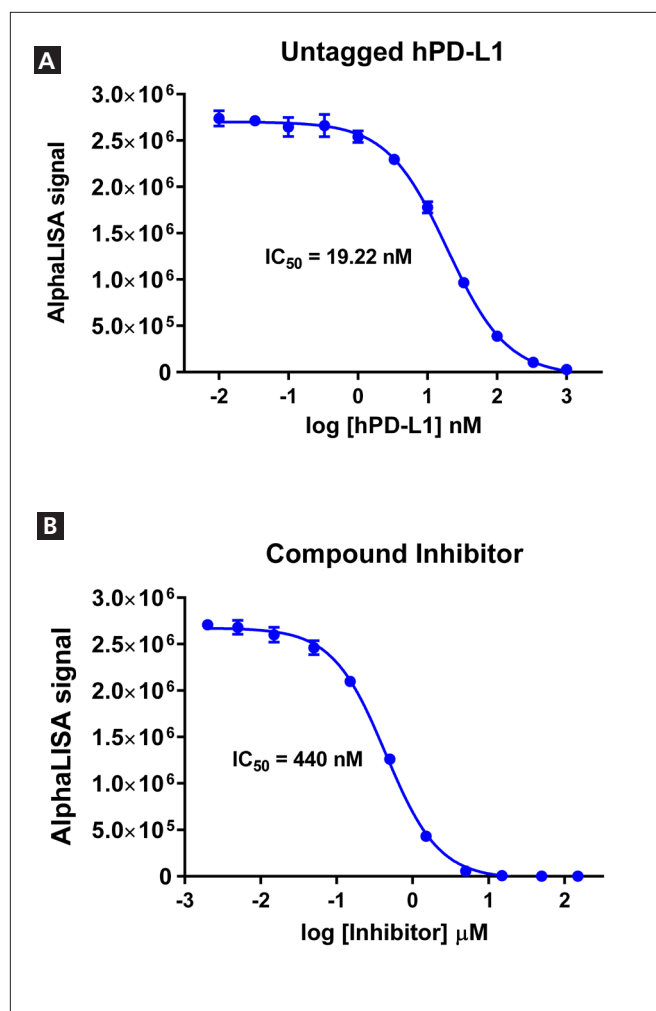 A
Untagged hPD-L1
AlphaLISA signal
3.0×10⁶
2.5×10⁶
2.0×10⁶
1.5×10⁶
1.0×10⁶
5.0×10⁵
0
IC₅₀ = 19.22 nM
-2 -1 0 1 2 3
log [hPD-L1] nM
B
Compound Inhibitor
AlphaLISA signal
3.0×10⁶
2.5×10⁶
2.0×10⁶
1.5×10⁶
1.0×10⁶
5.0×10⁵
0
IC₅₀ = 440 nM
-3 -2 -1 0 1 2
log [Inhibitor] μM